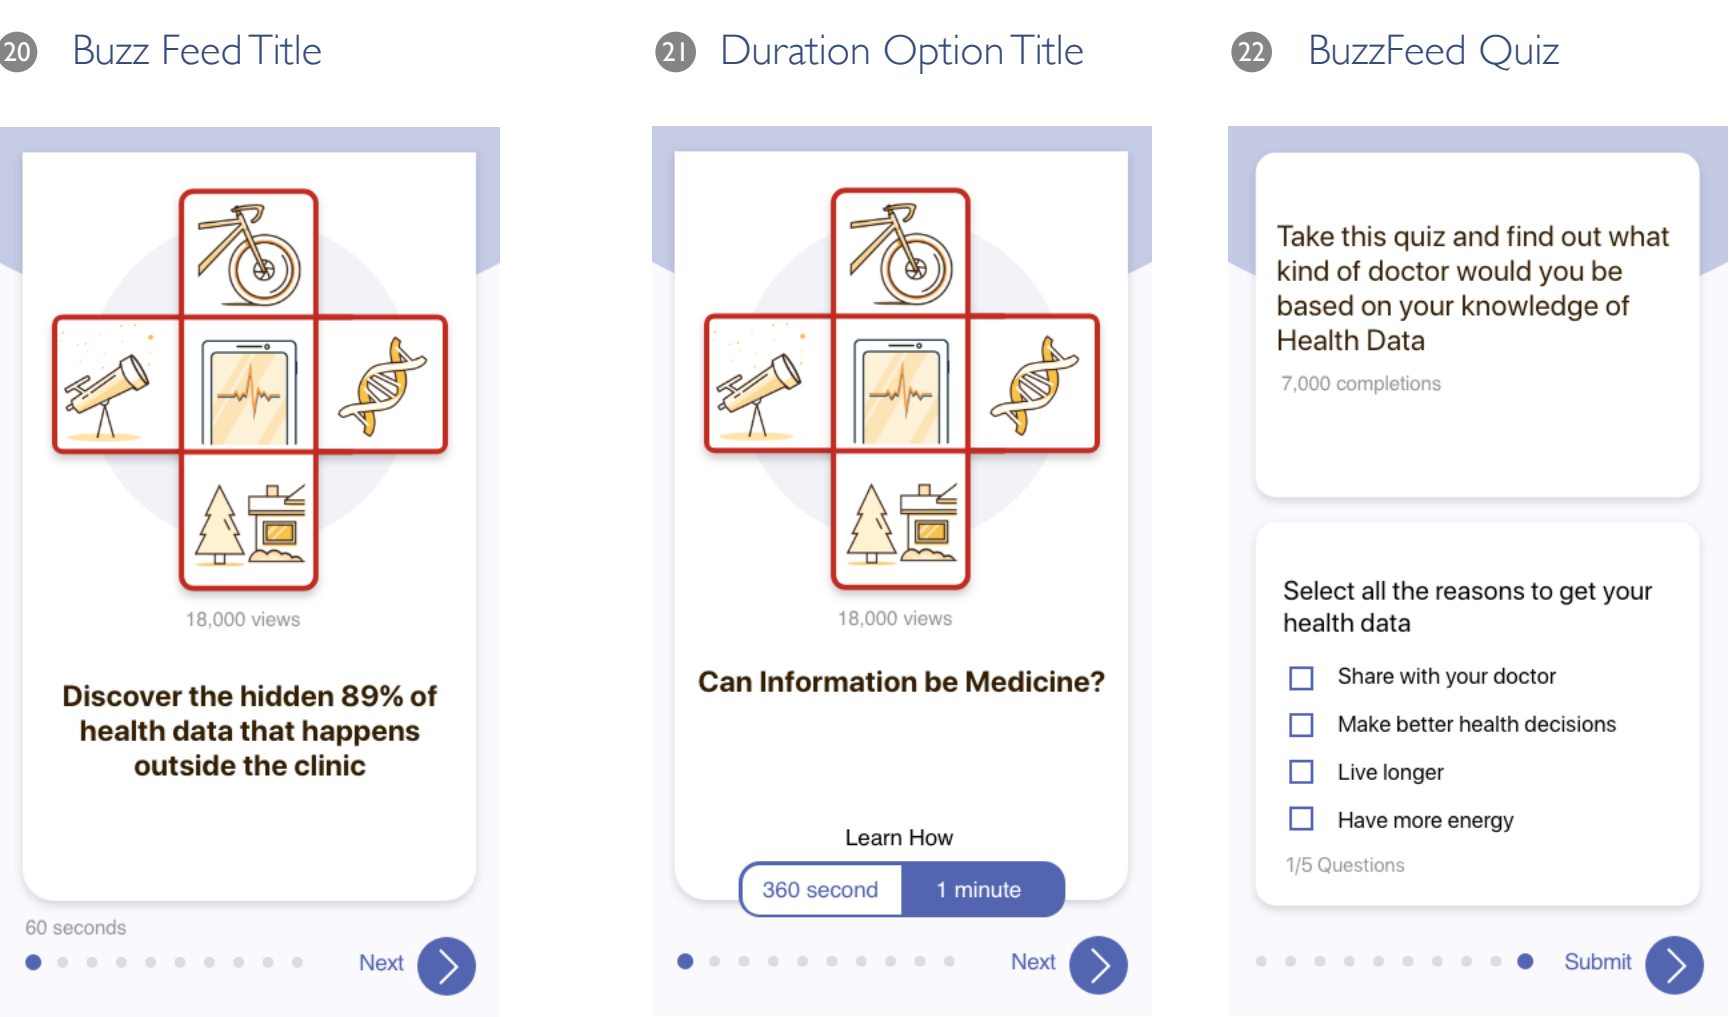 20 Buzz Feed Title
18,000 views
Discover the hidden 89% of
health data that happens
outside the clinic
60 seconds
Next
21 Duration Option Title
18,000 views
Can Information be Medicine?
Learn How
360 second 1 minute
Next
22 BuzzFeed Quiz
Take this quiz and find out what
kind of doctor would you be
based on your knowledge of
Health Data
7,000 completions
Select all the reasons to get your
health data
Share with your doctor
Make better health decisions
Live longer
Have more energy
1/5 Questions
Submit